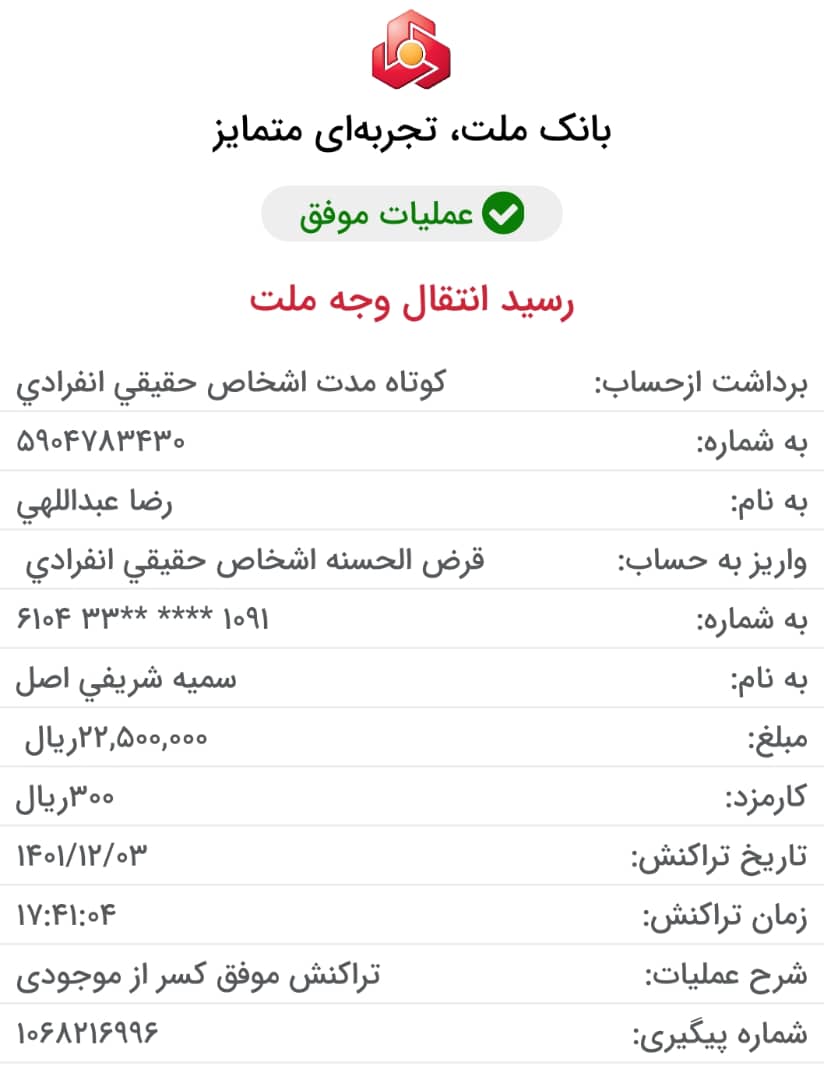 بانک ملت، تجربه‌ای متمایز
عملیات موفق
رسید انتقال وجه ملت
برداشت ازحساب: کوتاه مدت اشخاص حقيقي انفرادي
به شماره: ۵۹۰۴۷۸۳۴۳۰
به نام: رضا عبداللهي
واریز به حساب: قرض الحسنه اشخاص حقيقي انفرادي
به شماره: ۶۱۰۴ ۳۳** **** ۱۰۹۱
به نام: سميه شريفي اصل
مبلغ: ۲۲,۵۰۰,۰۰۰ریال
کارمزد: ۳۰۰ریال
تاریخ تراکنش: ۱۴۰۱/۱۲/۰۳
زمان تراکنش: ۱۷:۴۱:۰۴
شرح عملیات: تراکنش موفق کسر از موجودی
شماره پیگیری: ۱۰۶۸۲۱۶۹۹۶